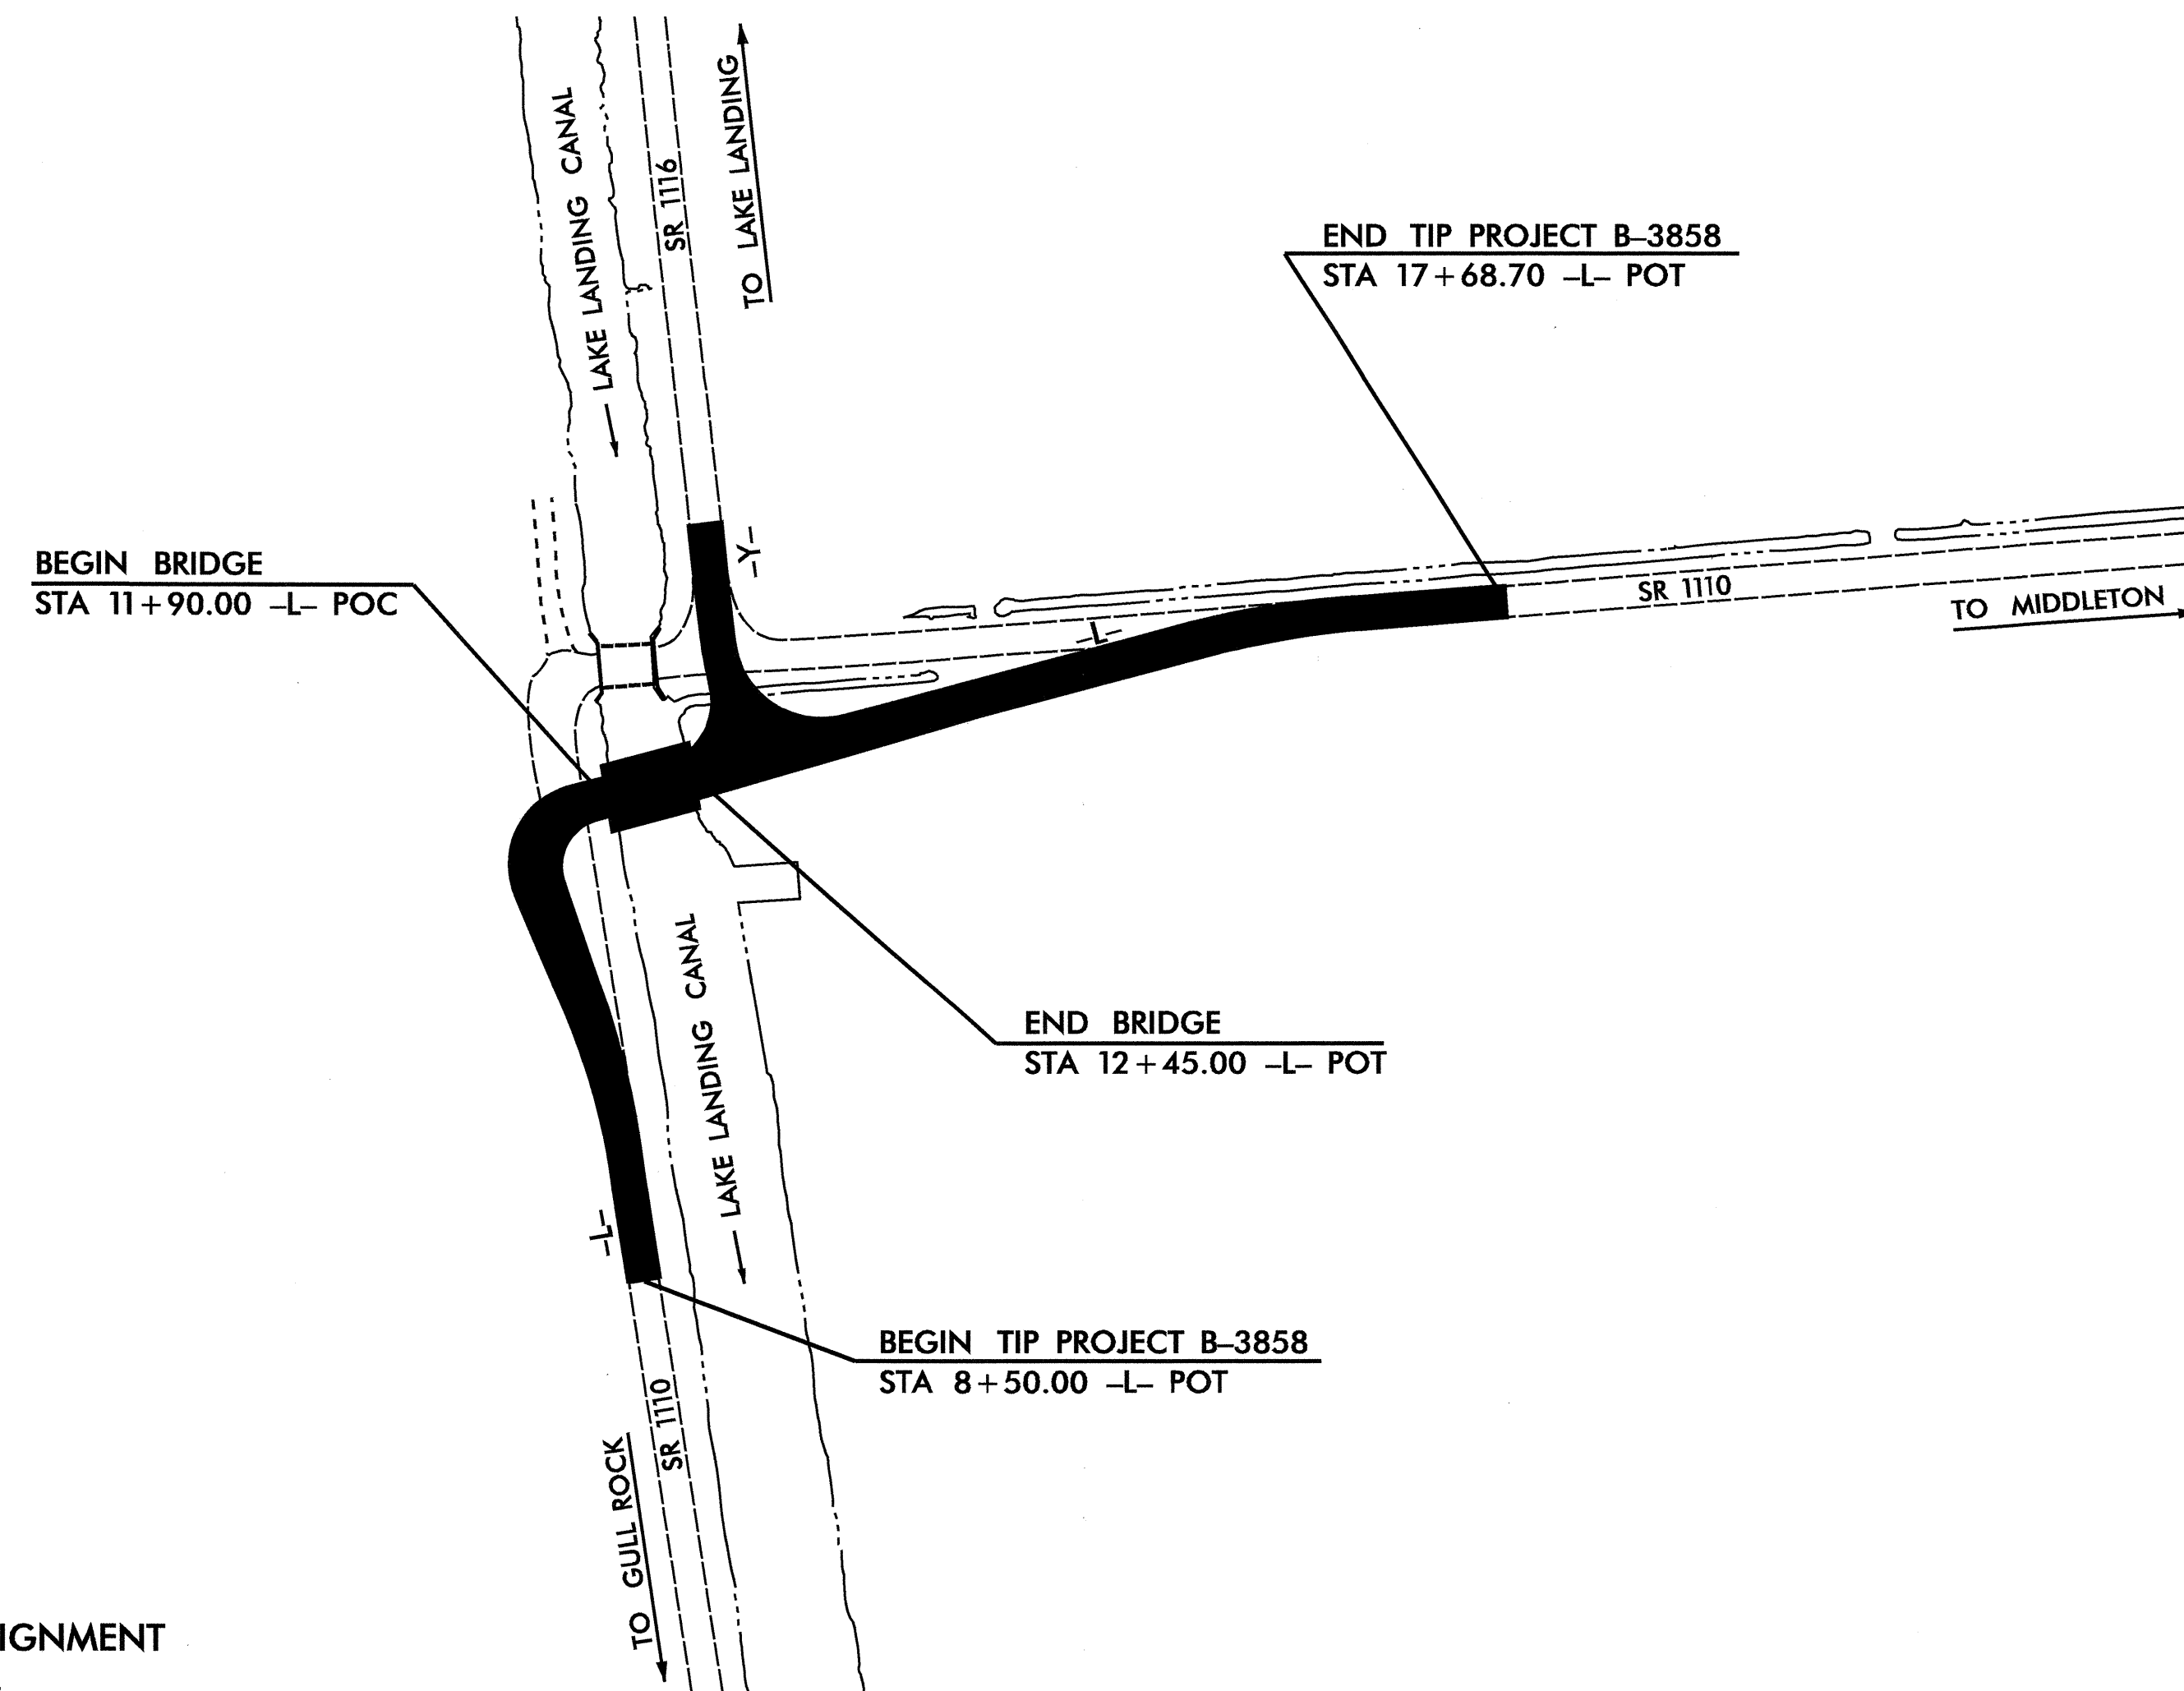 LAKE LANDING CANAL
SR 1116
TO LAKE LANDING
END TIP PROJECT B–3858
STA 17+68.70 –L– POT
BEGIN BRIDGE
STA 11+90.00 –L– POC
–Y–
–L–
SR 1110
TO MIDDLETON
LAKE LANDING CANAL
END BRIDGE
STA 12+45.00 –L– POT
–L–
BEGIN TIP PROJECT B–3858
STA 8+50.00 –L– POT
SR 1110
TO GULL ROCK
IGNMENT